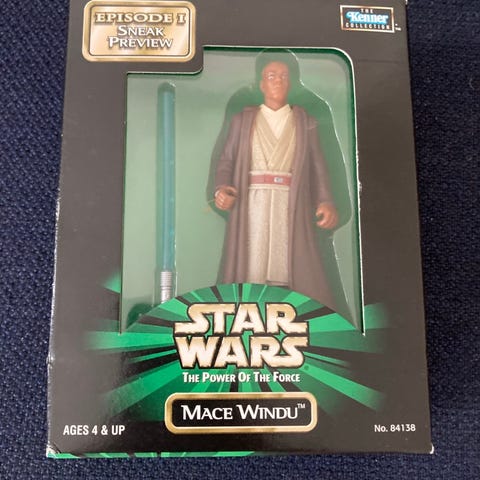 EPISODE I
SNEAK
PREVIEW
THE
Kenner
COLLECTION
STAR
WARS
THE POWER OF THE FORCE
MACE WINDU™
AGES 4 & UP
No. 84138